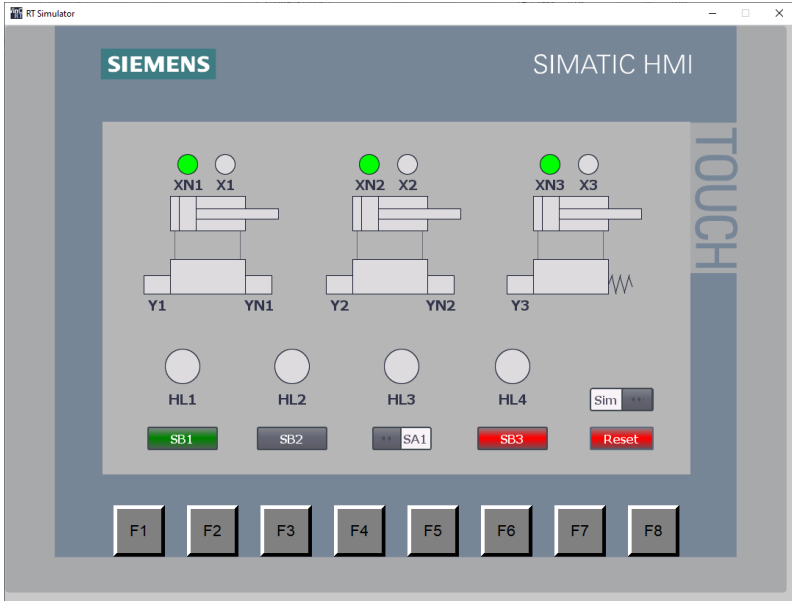 RT Simulator
SIEMENS
SIMATIC HMI
TOUCH
XN1 X1
XN2 X2
XN3 X3
Y1 YN1
Y2 YN2
Y3
HL1
HL2
HL3
HL4
Sim
SB1
SB2
SA1
SB3
Reset
F1
F2
F3
F4
F5
F6
F7
F8